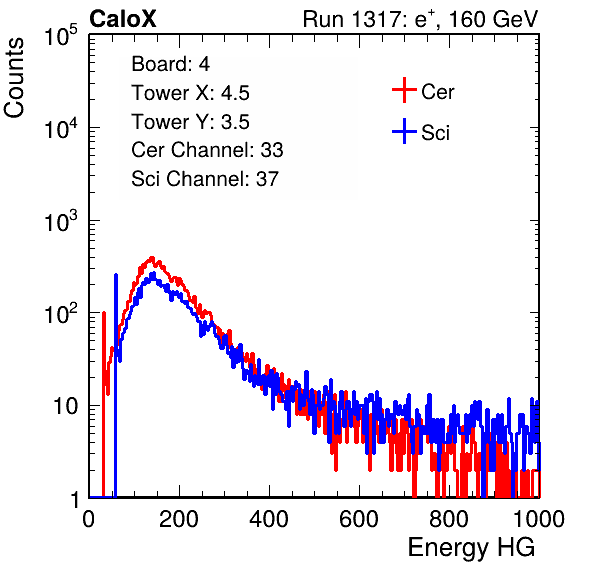 CaloX Run 1317: e⁺, 160 GeV
Counts
10⁵
10⁴
10³
10²
10
1
Board: 4
Tower X: 4.5
Tower Y: 3.5
Cer Channel: 33
Sci Channel: 37
Cer
Sci
0 200 400 600 800 1000
Energy HG